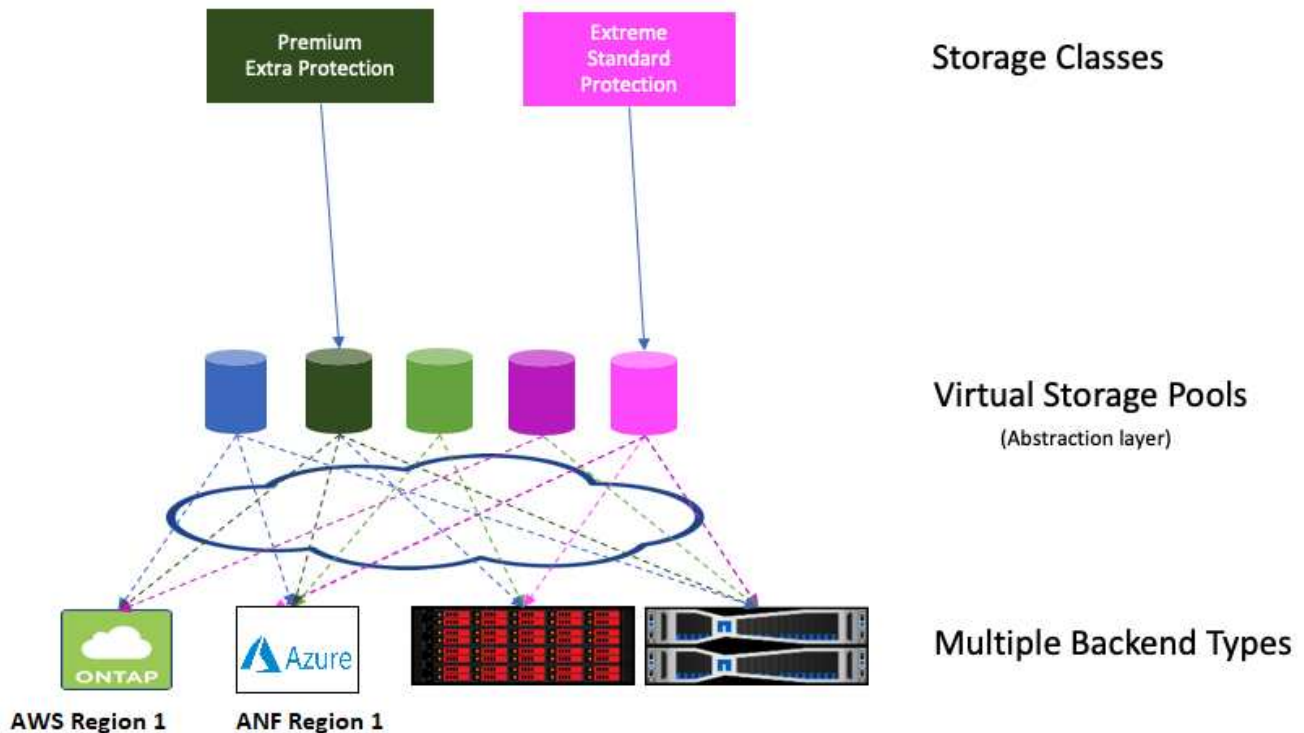 Premium
Extra Protection
Extreme
Standard
Protection
Storage Classes
Virtual Storage Pools
(Abstraction layer)
ONTAP
Azure
Multiple Backend Types
AWS Region 1
ANF Region 1